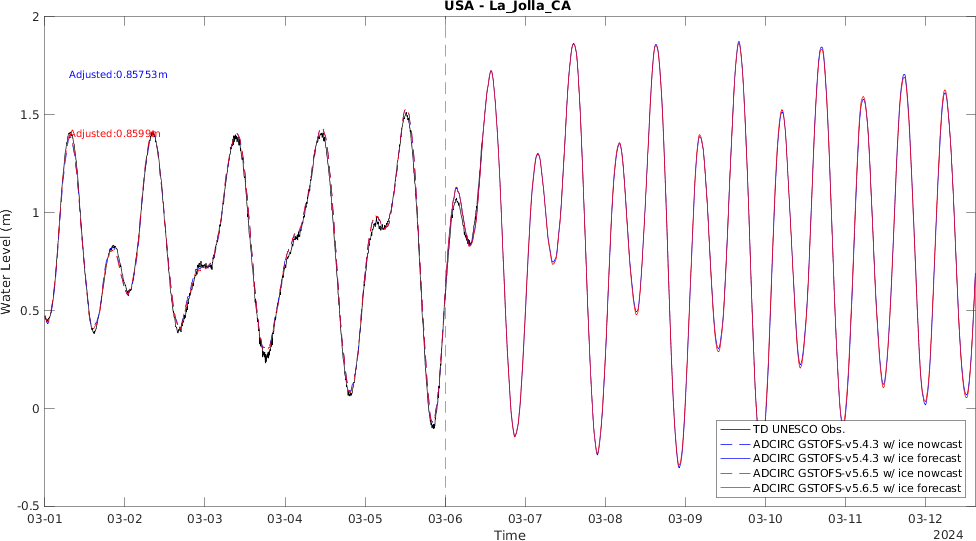 USA - La_Jolla_CA
Adjusted:0.85753m
Adjusted:0.8599m
Water Level (m)
2
1.5
1
0.5
0
-0.5
TD UNESCO Obs.
ADCIRC GSTOFS-v5.4.3 w/ ice nowcast
ADCIRC GSTOFS-v5.4.3 w/ ice forecast
ADCIRC GSTOFS-v5.6.5 w/ ice nowcast
ADCIRC GSTOFS-v5.6.5 w/ ice forecast
03-01 03-02 03-03 03-04 03-05 03-06 03-07 03-08 03-09 03-10 03-11 03-12
Time
2024